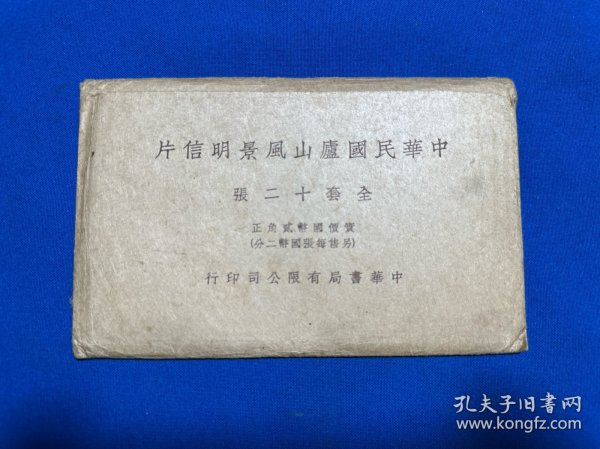 中華民國廬山風景明信片
全套十二張
實價國幣貳角正
(另售每張國幣二分)
中華書局有限公司印行
孔夫子旧书网
www.kongfz.com